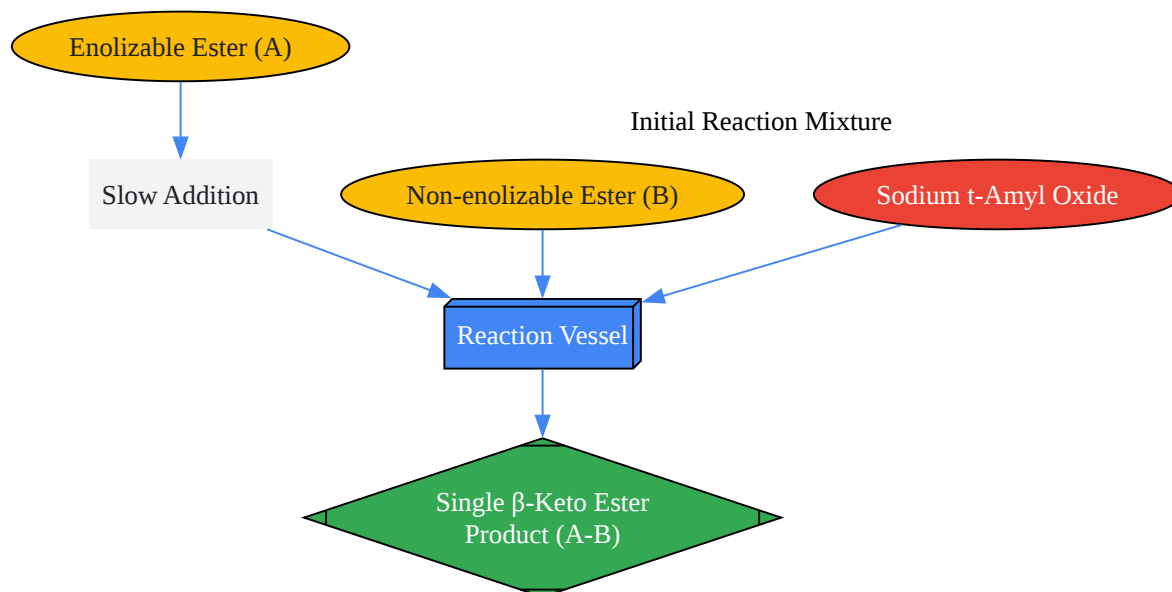 Enolizable Ester (A)
Initial Reaction Mixture
Slow Addition
Non-enolizable Ester (B)
Sodium t-Amyl Oxide
Reaction Vessel
Single β-Keto Ester
Product (A-B)